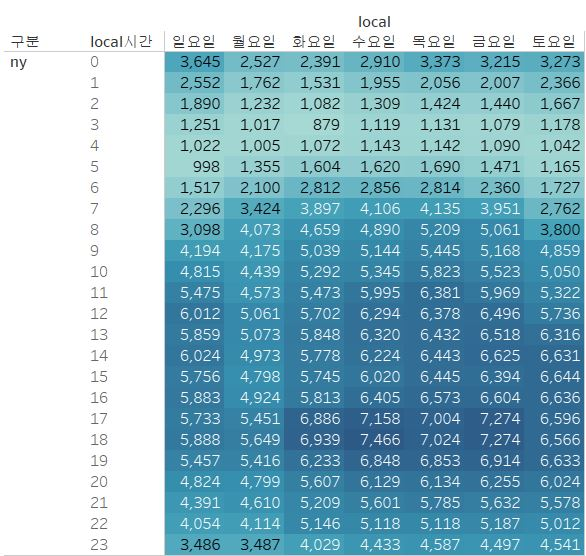 local
구분 local시간 일요일 월요일 화요일 수요일 목요일 금요일 토요일
ny 0 3,645 2,527 2,391 2,910 3,373 3,215 3,273
1 2,552 1,762 1,531 1,955 2,056 2,007 2,366
2 1,890 1,232 1,082 1,309 1,424 1,440 1,667
3 1,251 1,017 879 1,119 1,131 1,079 1,178
4 1,022 1,005 1,072 1,143 1,142 1,090 1,042
5 998 1,355 1,604 1,620 1,690 1,471 1,165
6 1,517 2,100 2,812 2,856 2,814 2,360 1,727
7 2,296 3,424 3,897 4,106 4,135 3,951 2,762
8 3,098 4,073 4,659 4,890 5,209 5,061 3,800
9 4,194 4,175 5,039 5,144 5,445 5,168 4,859
10 4,815 4,439 5,292 5,345 5,823 5,523 5,050
11 5,475 4,573 5,473 5,995 6,381 5,969 5,322
12 6,012 5,061 5,702 6,294 6,378 6,496 5,736
13 5,859 5,073 5,848 6,320 6,432 6,518 6,316
14 6,024 4,973 5,778 6,224 6,443 6,625 6,631
15 5,756 4,798 5,745 6,020 6,445 6,394 6,644
16 5,883 4,924 5,813 6,405 6,573 6,604 6,636
17 5,733 5,451 6,886 7,158 7,004 7,274 6,596
18 5,888 5,649 6,939 7,466 7,024 7,274 6,566
19 5,457 5,416 6,233 6,848 6,853 6,914 6,633
20 4,824 4,799 5,607 6,129 6,134 6,255 6,024
21 4,391 4,610 5,209 5,601 5,785 5,632 5,578
22 4,054 4,114 5,146 5,118 5,118 5,187 5,012
23 3,486 3,487 4,029 4,433 4,587 4,497 4,541